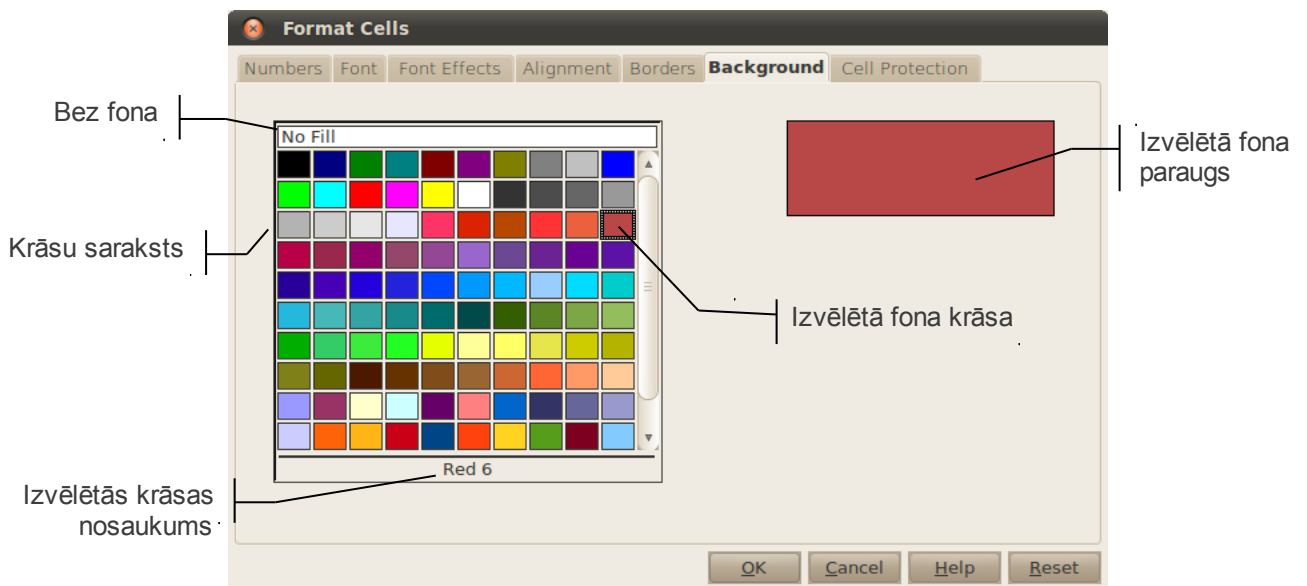 Format Cells
Numbers Font Font Effects Alignment Borders Background Cell Protection
Bez fona
No Fill
Izvēlētā fona
paraugs
Krāsu saraksts
Izvēlētā fona krāsa
Red 6
Izvēlētās krāsas
nosaukums
OK Cancel Help Reset